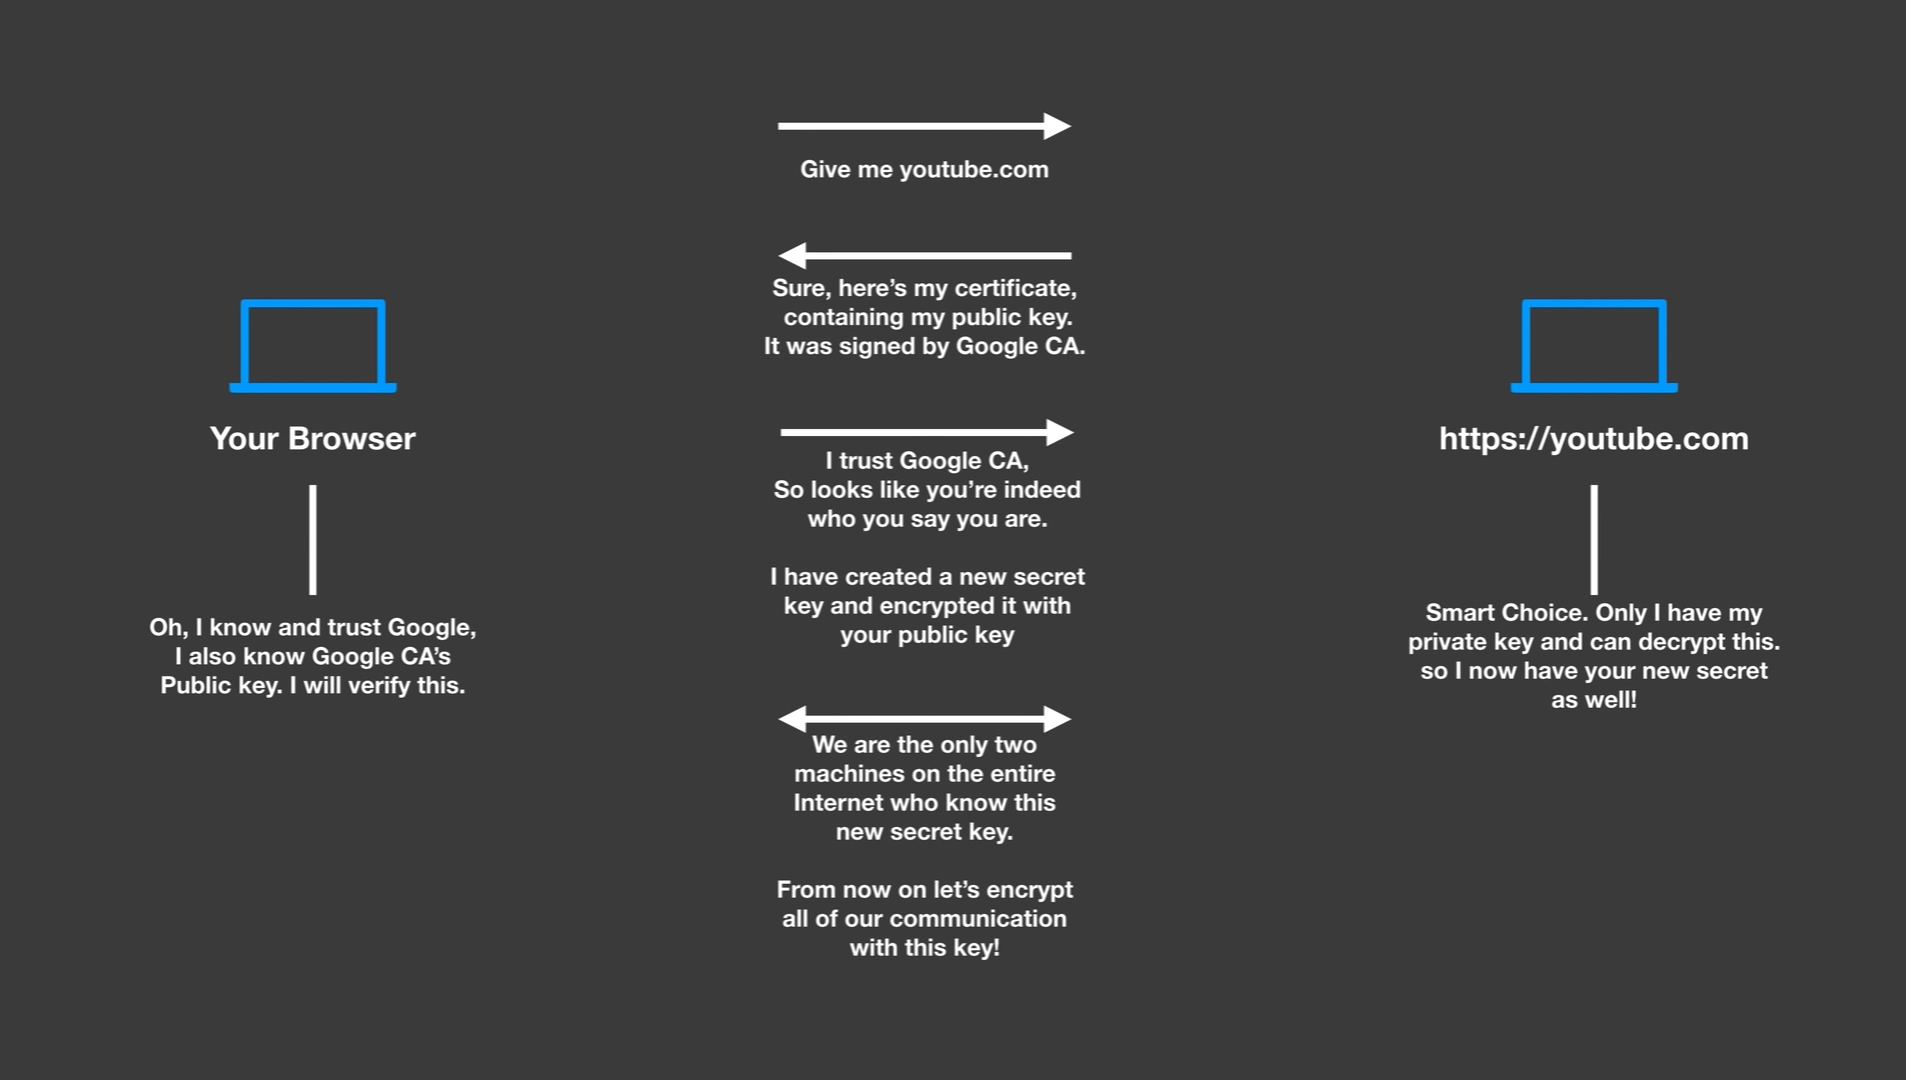 Give me youtube.com
Sure, here’s my certificate,
containing my public key.
It was signed by Google CA.
Your Browser
https://youtube.com
I trust Google CA,
So looks like you’re indeed
who you say you are.
I have created a new secret
key and encrypted it with
your public key
Oh, I know and trust Google,
I also know Google CA’s
Public key. I will verify this.
Smart Choice. Only I have my
private key and can decrypt this.
so I now have your new secret
as well!
We are the only two
machines on the entire
Internet who know this
new secret key.
From now on let’s encrypt
all of our communication
with this key!